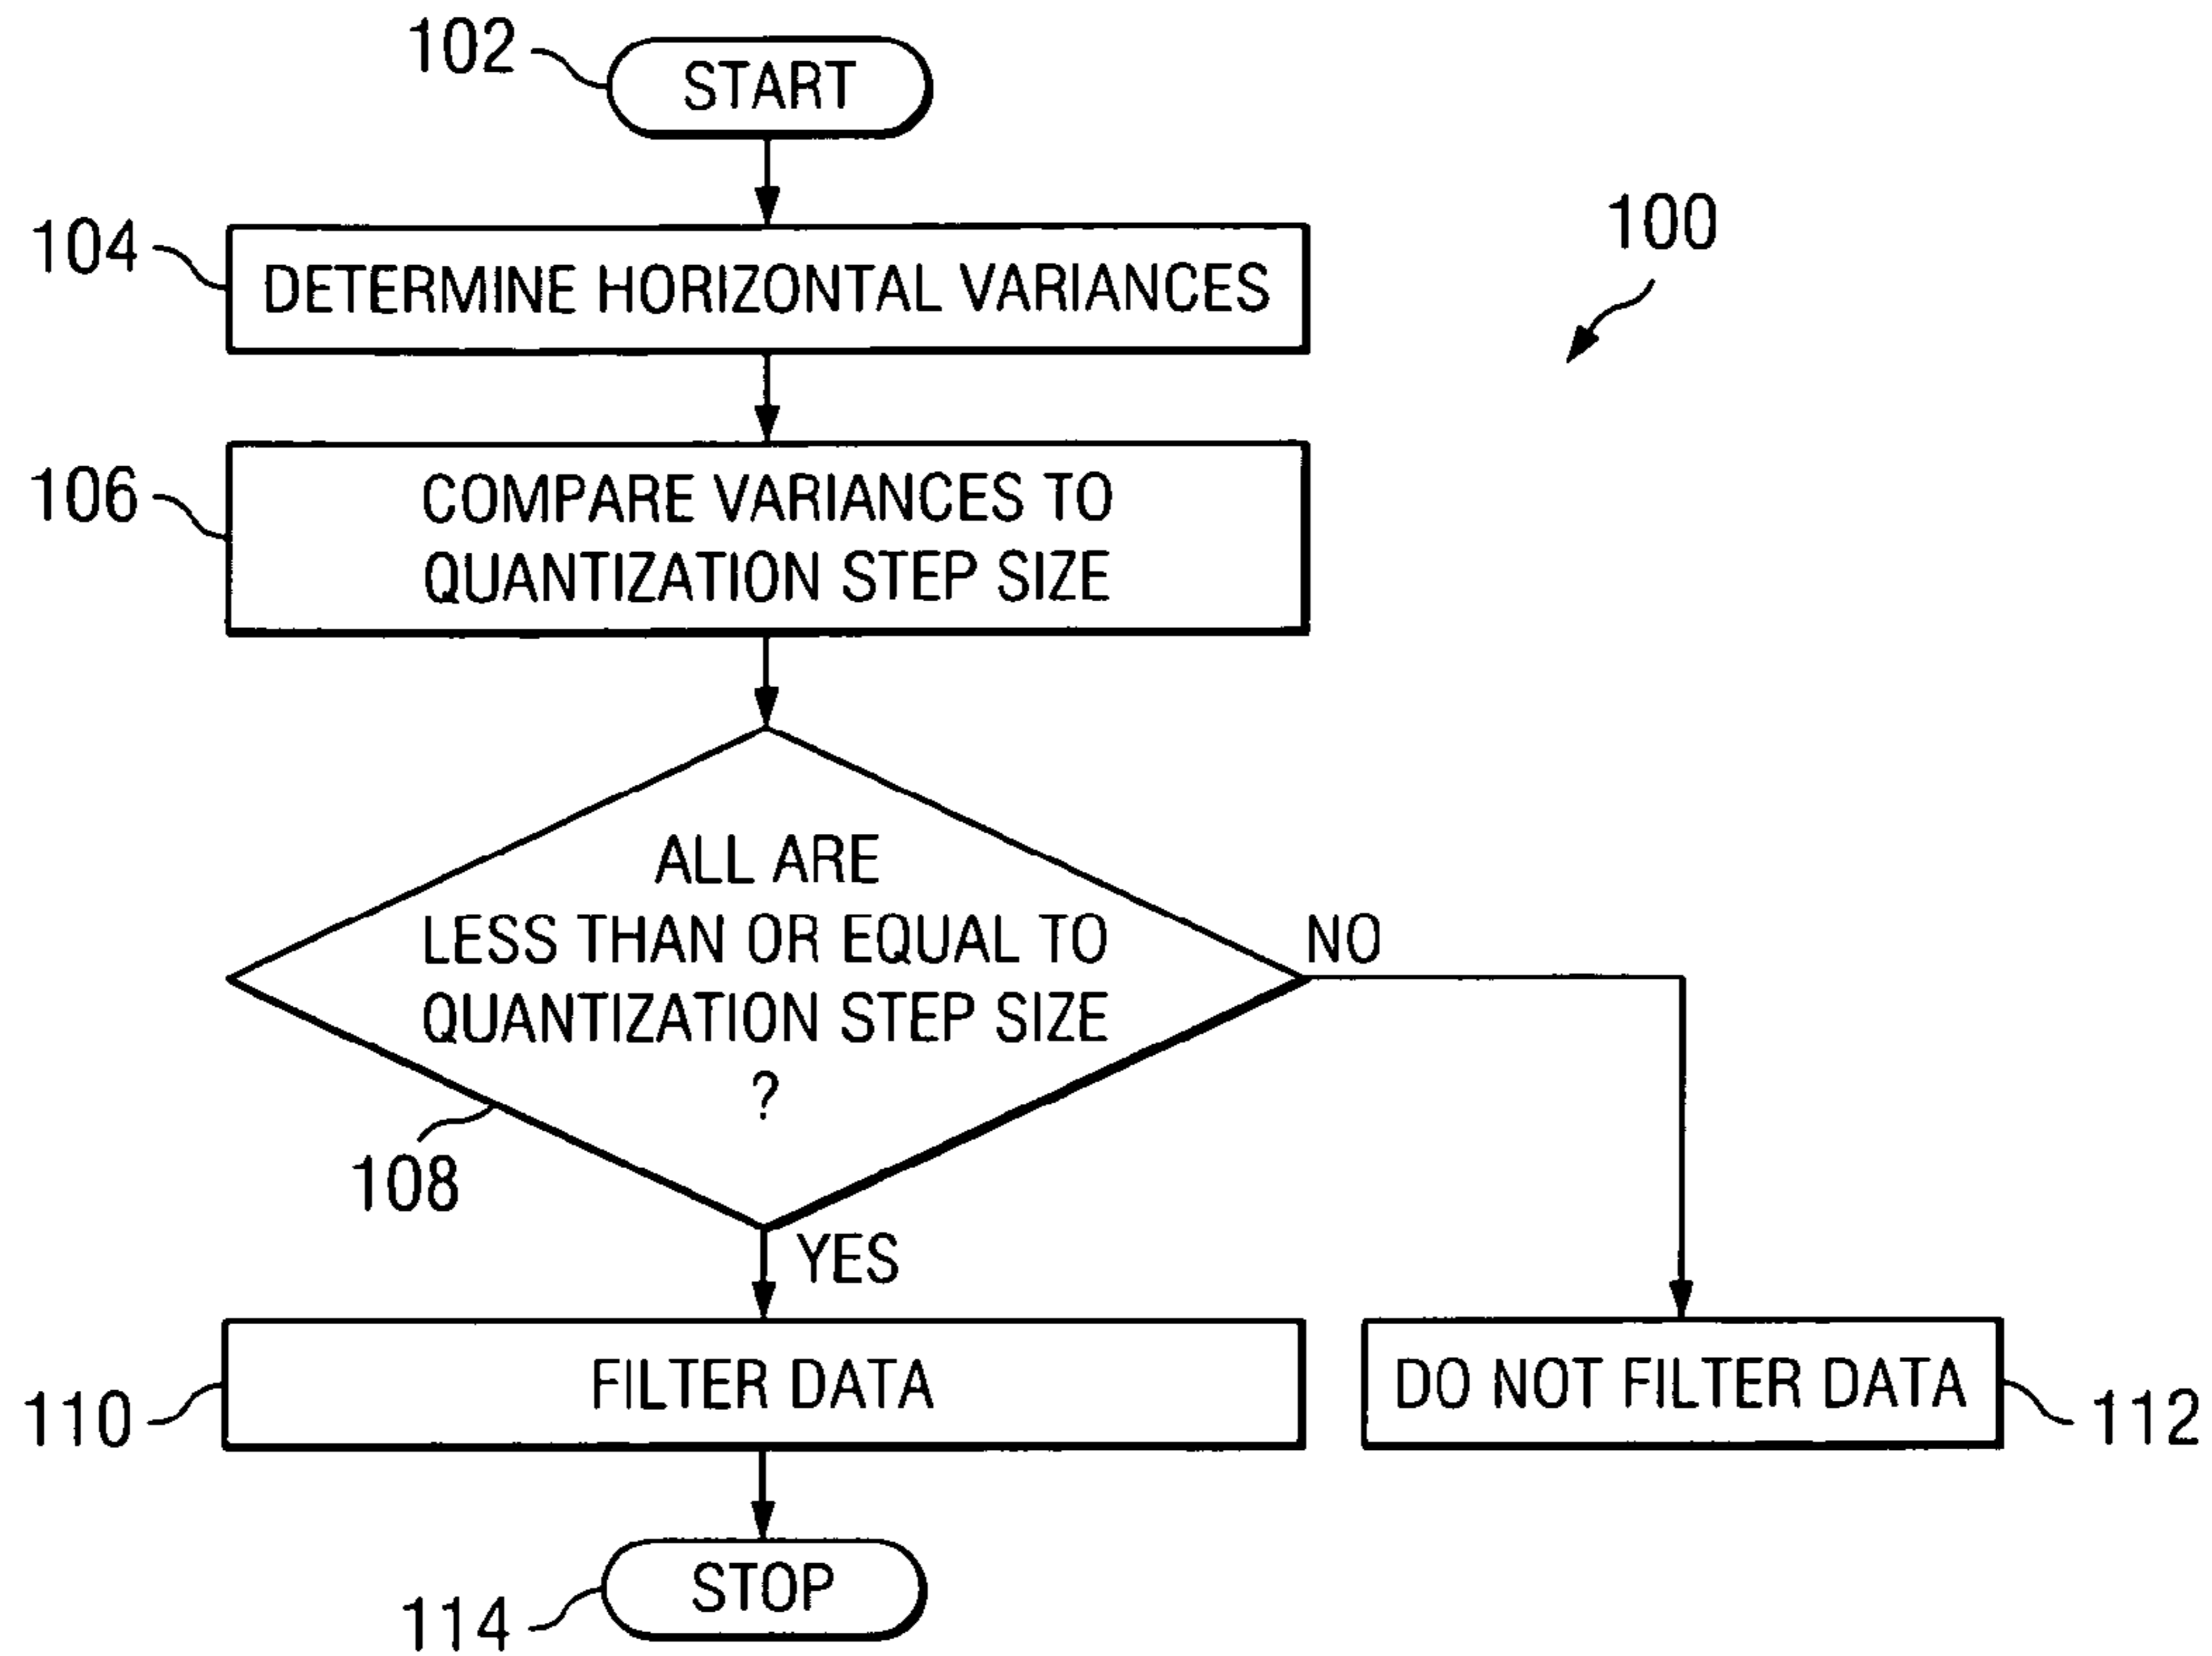 102
START
100
104
DETERMINE HORIZONTAL VARIANCES
106
COMPARE VARIANCES TO
QUANTIZATION STEP SIZE
ALL ARE
LESS THAN OR EQUAL TO
QUANTIZATION STEP SIZE
?
NO
108
YES
110
FILTER DATA
DO NOT FILTER DATA
112
114
STOP